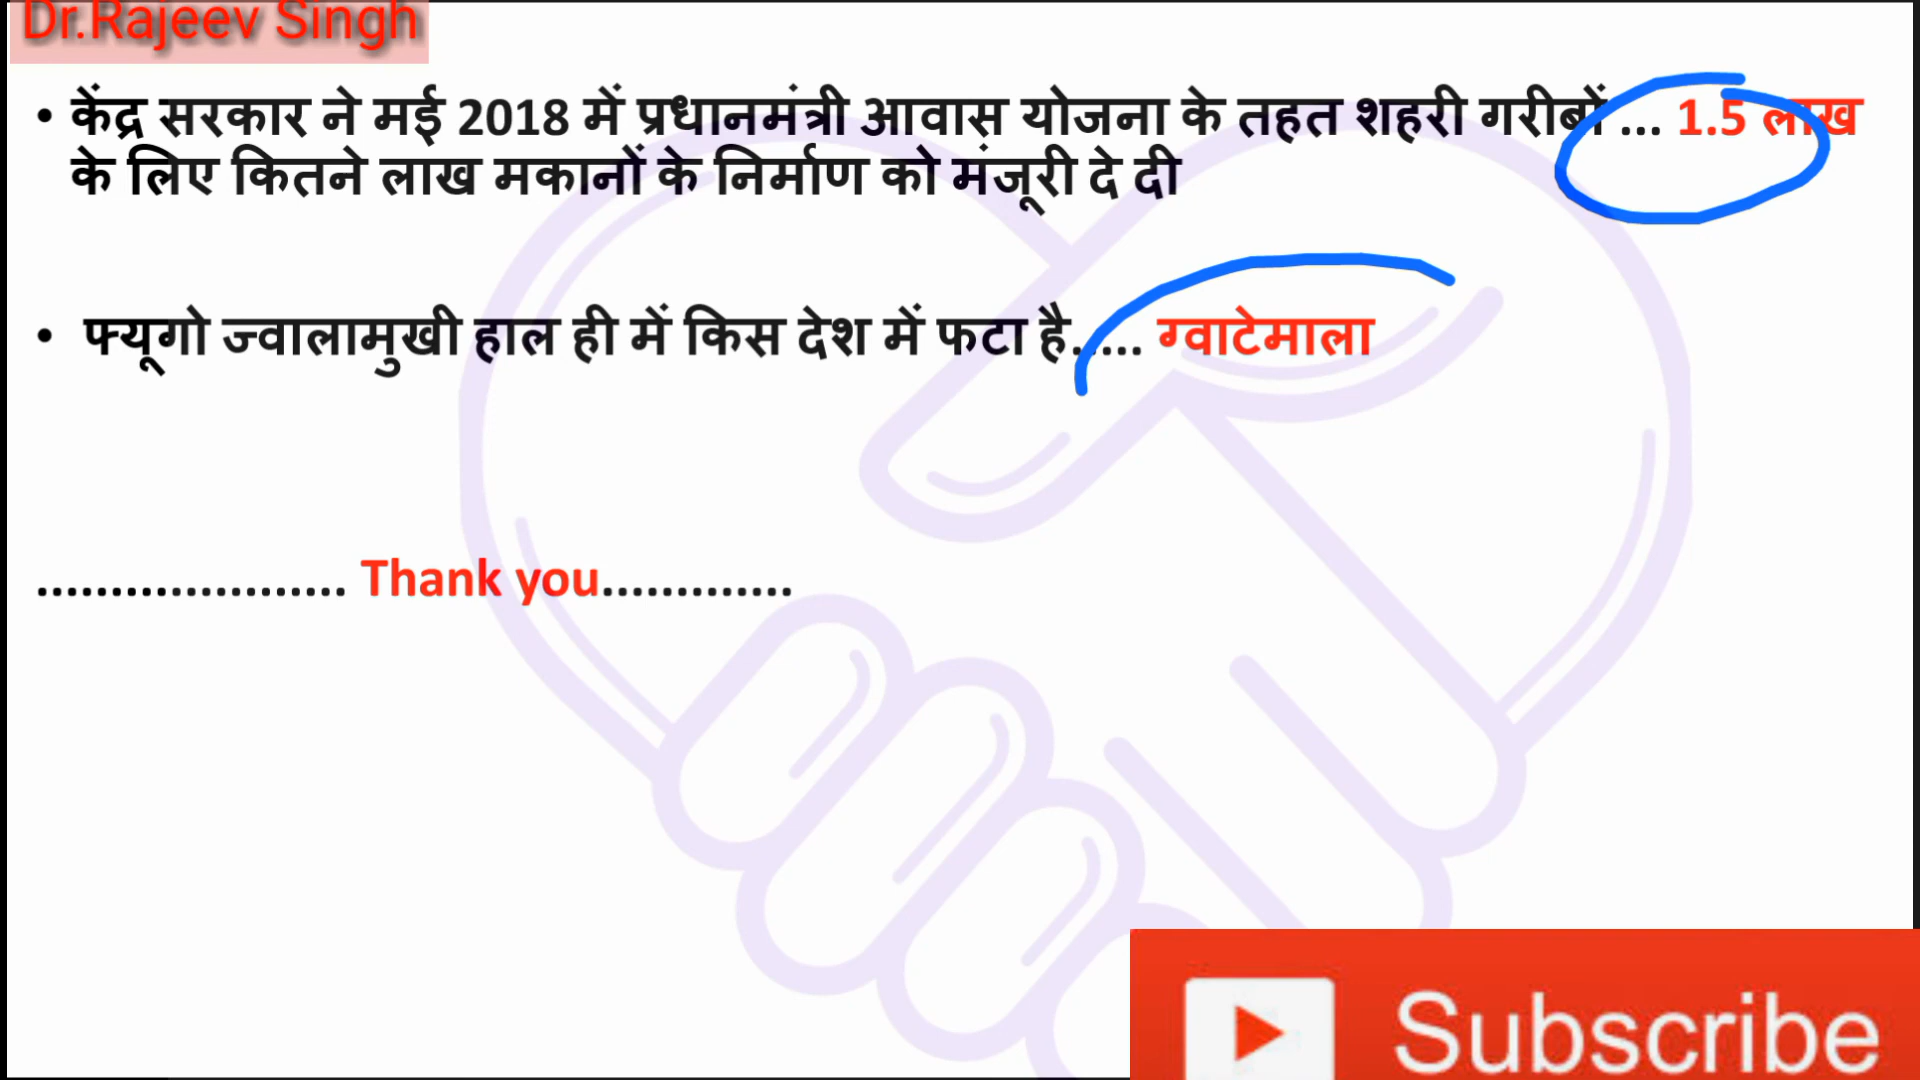 Dr.Rajeev Singh
• केंद्र सरकार ने मई 2018 में प्रधानमंत्री आवास योजना के तहत शहरी गरीबों ... 1.5 लाख
के लिए कितने लाख मकानों के निर्माण को मंजूरी दे दी
• फ्यूगो ज्वालामुखी हाल ही में किस देश में फटा है..... ग्वाटेमाला
..................... Thank you.............
Subscribe